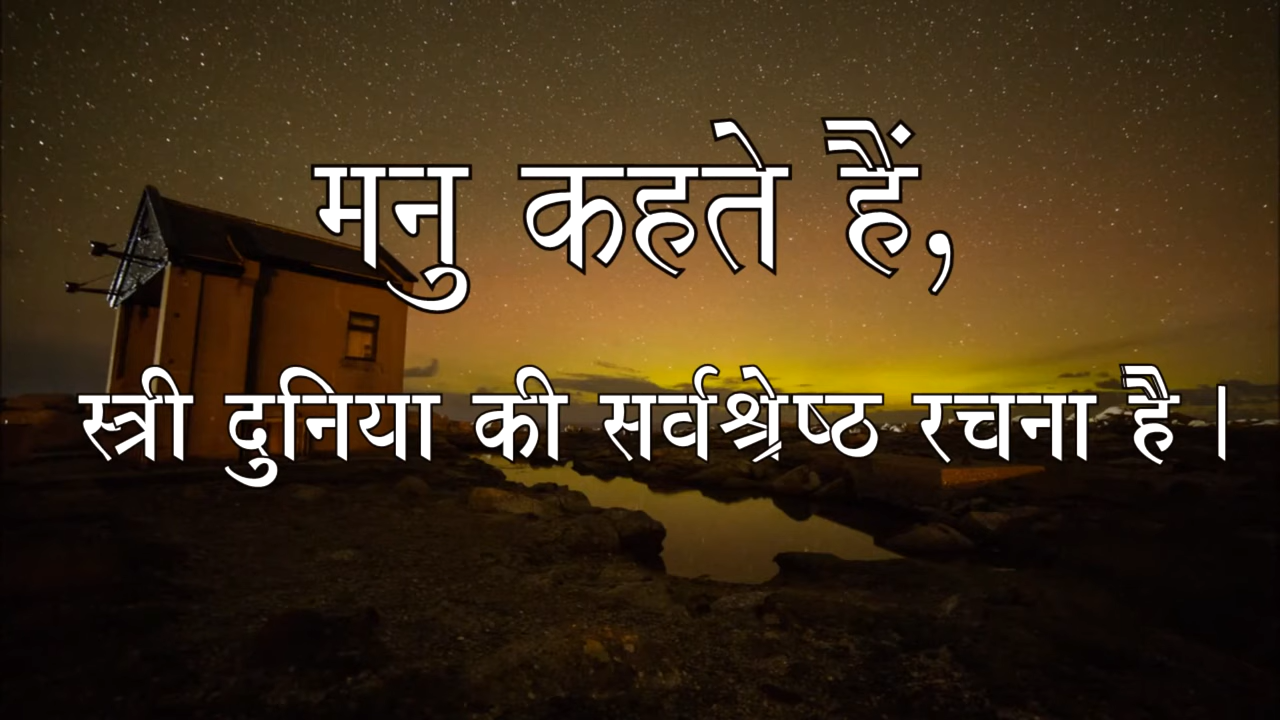 मनु कहते हैं,
स्त्री दुनिया की सर्वश्रेष्ठ रचना है।